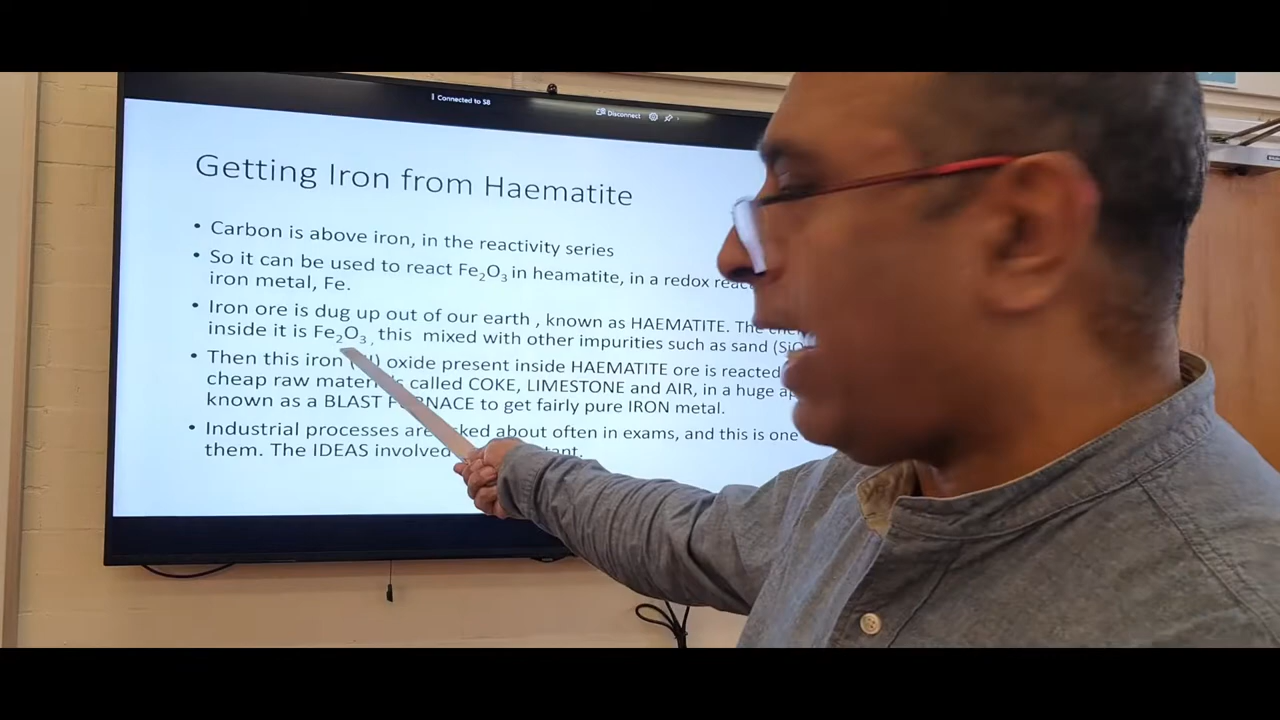 Connected to S8
Disconnect
Getting Iron from Haematite
• Carbon is above iron, in the reactivity series
• So it can be used to react Fe₂O₃ in heamatite, in a redox
iron metal, Fe.
• Iron ore is dug up out of our earth , known as HAEMATITE. The
inside it is Fe₂O₃ , this mixed with other impurities such as sand (SiO
• Then this iron oxide present inside HAEMATITE ore is reacted
cheap raw called COKE, LIMESTONE and AIR, in a huge
known as a BLAST to get fairly pure IRON metal.
• Industrial processes are about often in exams, and this is one
them. The IDEAS involved